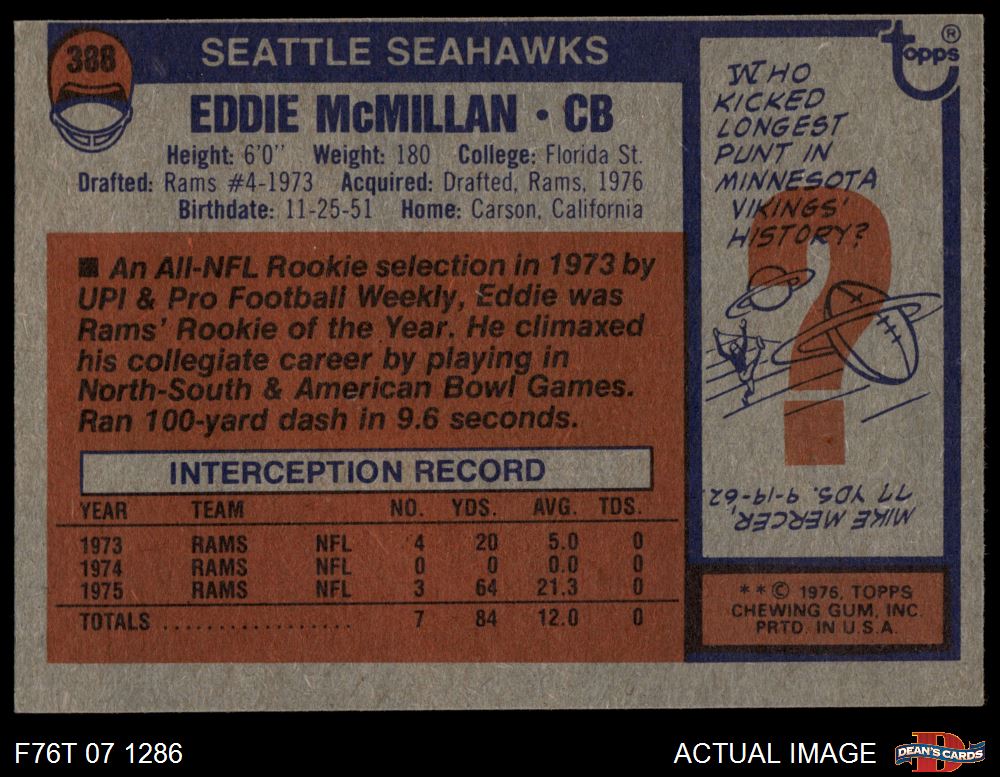 388
SEATTLE SEAHAWKS
EDDIE McMILLAN • CB
Height: 6'0" Weight: 180 College: Florida St.
Drafted: Rams #4-1973 Acquired: Drafted, Rams, 1976
Birthdate: 11-25-51 Home: Carson, California
■ An All-NFL Rookie selection in 1973 by
UPI & Pro Football Weekly, Eddie was
Rams' Rookie of the Year. He climaxed
his collegiate career by playing in
North-South & American Bowl Games.
Ran 100-yard dash in 9.6 seconds.
INTERCEPTION RECORD
YEAR TEAM NO. YDS. AVG. TDS.
1973 RAMS NFL 4 20 5.0 0
1974 RAMS NFL 0 0 0.0 0
1975 RAMS NFL 3 64 21.3 0
TOTALS .................. 7 84 12.0 0
topps ®
WHO
KICKED
LONGEST
PUNT IN
MINNESOTA
VIKINGS'
HISTORY?
?
MIKE MERCER,
77 YDS. 9-19-62.
* * © 1976, TOPPS
CHEWING GUM, INC.
PRTD. IN U.S.A.
F76T 07 1286
ACTUAL IMAGE
D
DEAN'S CARDS